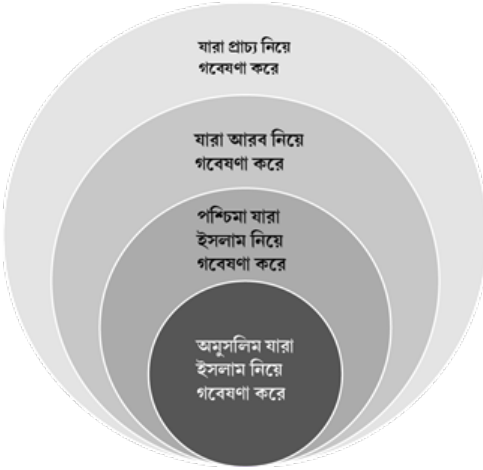 যারা প্রাচ্য নিয়ে
গবেষণা করে
যারা আরব নিয়ে
গবেষণা করে
পশ্চিমা যারা
ইসলাম নিয়ে
গবেষণা করে
অমুসলিম যারা
ইসলাম নিয়ে
গবেষণা করে